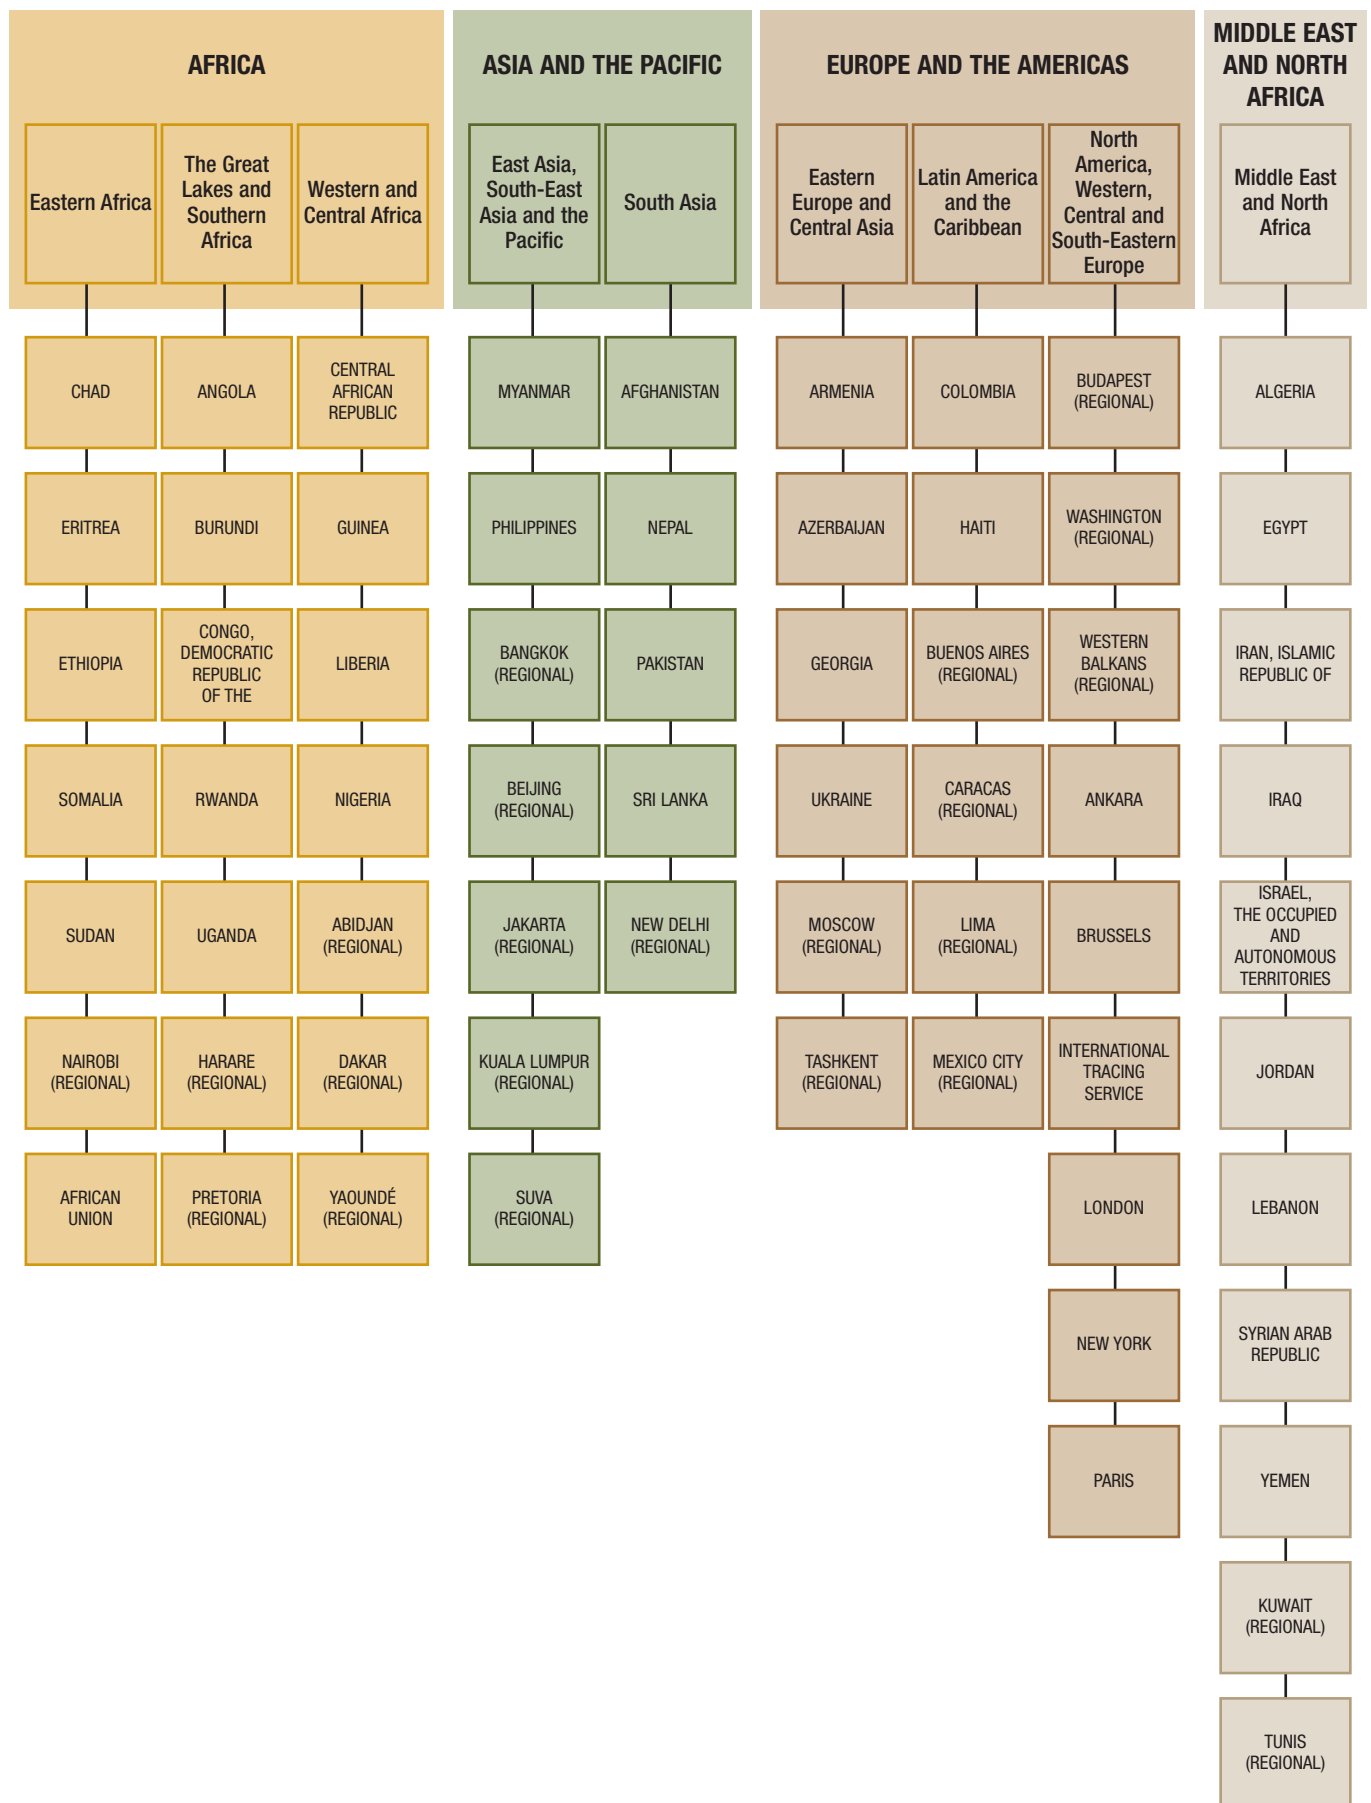 AFRICA
Eastern Africa
CHAD
ERITREA
ETHIOPIA
SOMALIA
SUDAN
NAIROBI
(REGIONAL)
AFRICAN
UNION
The Great
Lakes and
Southern
Africa
ANGOLA
BURUNDI
CONGO,
DEMOCRATIC
REPUBLIC
OF THE
RWANDA
UGANDA
HARARE
(REGIONAL)
PRETORIA
(REGIONAL)
Western and
Central Africa
CENTRAL
AFRICAN
REPUBLIC
GUINEA
LIBERIA
NIGERIA
ABIDJAN
(REGIONAL)
DAKAR
(REGIONAL)
YAOUNDÉ
(REGIONAL)
ASIA AND THE PACIFIC
East Asia,
South-East
Asia and the
Pacific
MYANMAR
PHILIPPINES
BANGKOK
(REGIONAL)
BEIJING
(REGIONAL)
JAKARTA
(REGIONAL)
KUALA LUMPUR
(REGIONAL)
SUVA
(REGIONAL)
South Asia
AFGHANISTAN
NEPAL
PAKISTAN
SRI LANKA
NEW DELHI
(REGIONAL)
EUROPE AND THE AMERICAS
Eastern
Europe and
Central Asia
ARMENIA
AZERBAIJAN
GEORGIA
UKRAINE
MOSCOW
(REGIONAL)
TASHKENT
(REGIONAL)
Latin America
and the
Caribbean
COLOMBIA
HAITI
BUENOS AIRES
(REGIONAL)
CARACAS
(REGIONAL)
LIMA
(REGIONAL)
MEXICO CITY
(REGIONAL)
North
America,
Western,
Central and
South-Eastern
Europe
BUDAPEST
(REGIONAL)
WASHINGTON
(REGIONAL)
WESTERN
BALKANS
(REGIONAL)
ANKARA
BRUSSELS
INTERNATIONAL
TRACING
SERVICE
LONDON
NEW YORK
PARIS
MIDDLE EAST
AND NORTH
AFRICA
Middle East
and North
Africa
ALGERIA
EGYPT
IRAN, ISLAMIC
REPUBLIC OF
IRAQ
ISRAEL,
THE OCCUPIED
AND
AUTONOMOUS
TERRITORIES
JORDAN
LEBANON
SYRIAN ARAB
REPUBLIC
YEMEN
KUWAIT
(REGIONAL)
TUNIS
(REGIONAL)